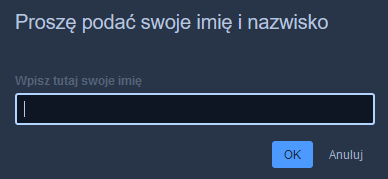 Proszę podać swoje imię i nazwisko
Wpisz tutaj swoje imię
OK Anuluj